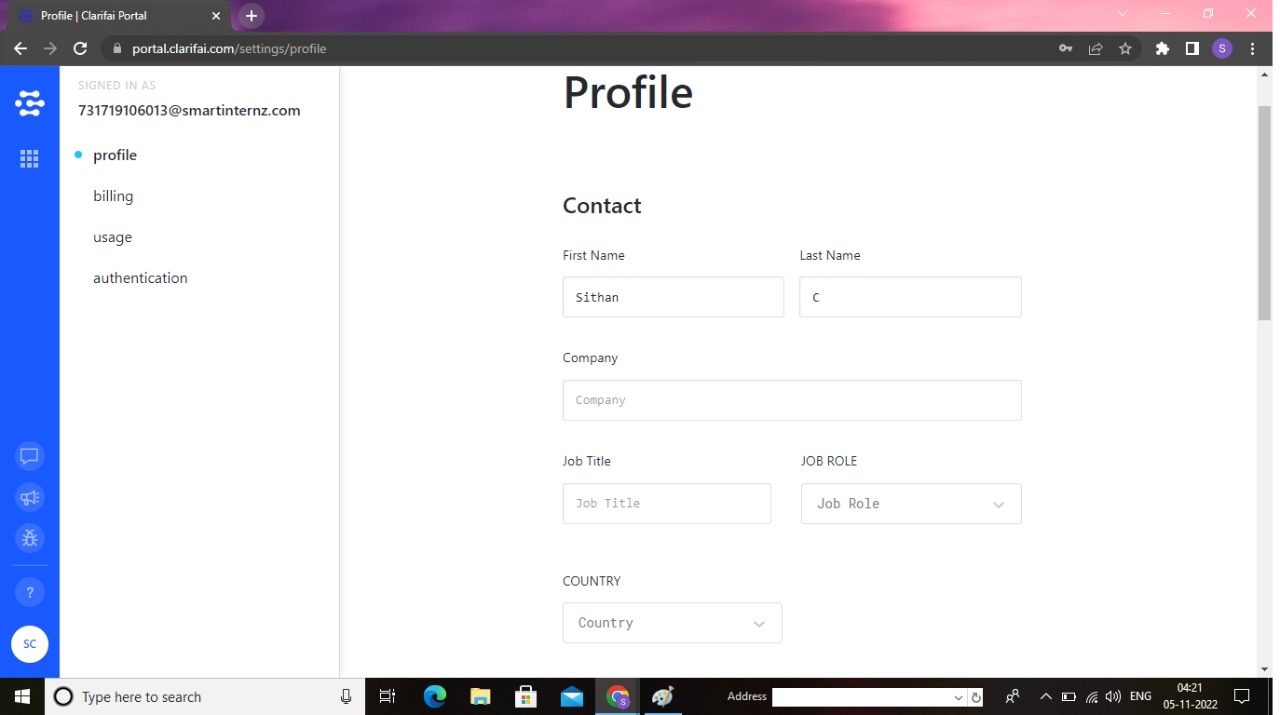 Profile | Clarifai Portal
portal.clarifai.com/settings/profile
S
SIGNED IN AS
731719106013@smartinternz.com
profile
billing
usage
authentication
?
SC
Profile
Contact
First Name Last Name
Sithan C
Company
Company
Job Title JOB ROLE
Job Title Job Role
COUNTRY
Country
Type here to search
S
Address
ENG
04:21
05-11-2022